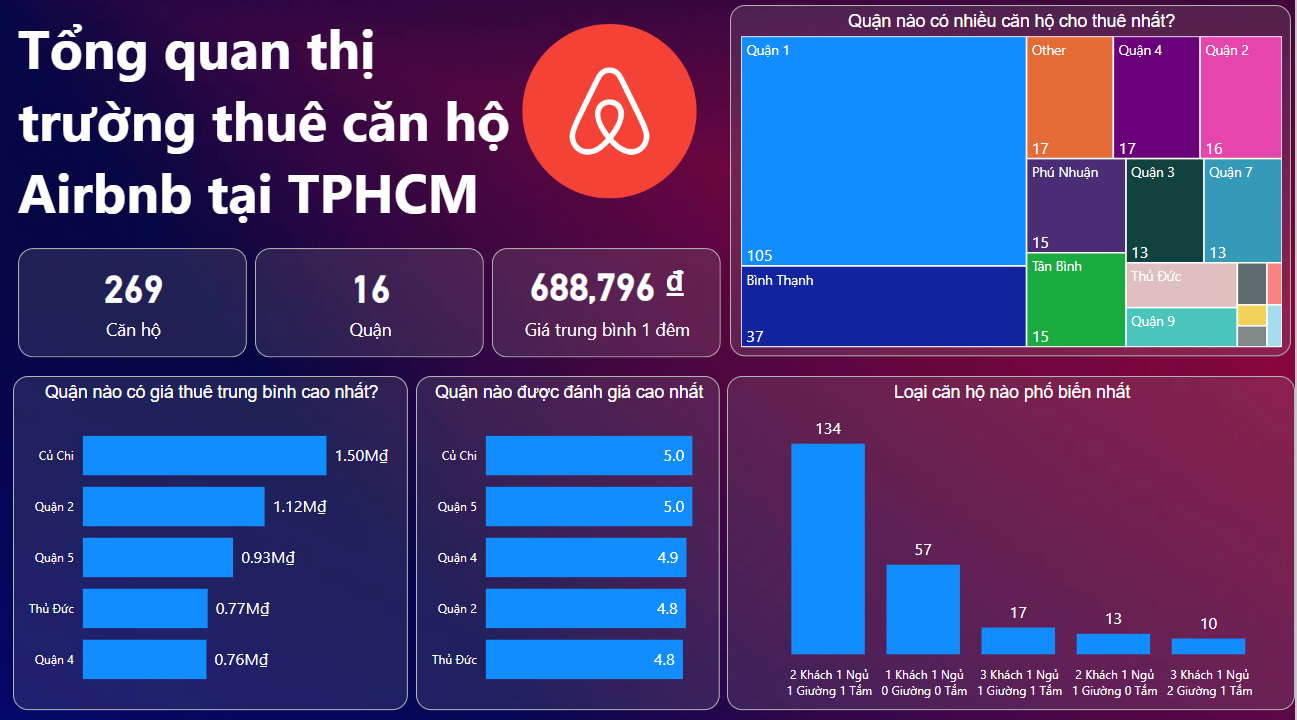 Tổng quan thị
trường thuê căn hộ
Airbnb tại TPHCM
269
Căn hộ
16
Quận
688,796 ₫
Giá trung bình 1 đêm
Quận nào có nhiều căn hộ cho thuê nhất?
Quận 1
105
Bình Thạnh
37
Other
17
Quận 4
17
Quận 2
16
Phú Nhuận
15
Quận 3
13
Quận 7
13
Tân Bình
15
Thủ Đức
Quận 9
Quận nào có giá thuê trung bình cao nhất?
Củ Chi 1.50M₫
Quận 2 1.12M₫
Quận 5 0.93M₫
Thủ Đức 0.77M₫
Quận 4 0.76M₫
Quận nào được đánh giá cao nhất
Củ Chi 5.0
Quận 5 5.0
Quận 4 4.9
Quận 2 4.8
Thủ Đức 4.8
Loại căn hộ nào phổ biến nhất
134
57
17
13
10
2 Khách 1 Ngủ
1 Giường 1 Tắm
1 Khách 1 Ngủ
0 Giường 0 Tắm
3 Khách 1 Ngủ
1 Giường 1 Tắm
2 Khách 1 Ngủ
1 Giường 0 Tắm
3 Khách 1 Ngủ
2 Giường 1 Tắm